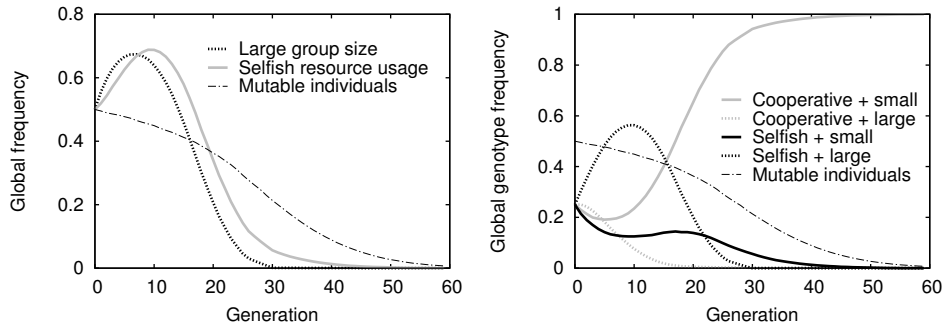 0.8
0.6
0.4
0.2
0
0 10 20 30 40 50 60
Global frequency
Generation
Large group size
Selfish resource usage
Mutable individuals
1
0.8
0.6
0.4
0.2
0
0 10 20 30 40 50 60
Global genotype frequency
Generation
Cooperative + small
Cooperative + large
Selfish + small
Selfish + large
Mutable individuals